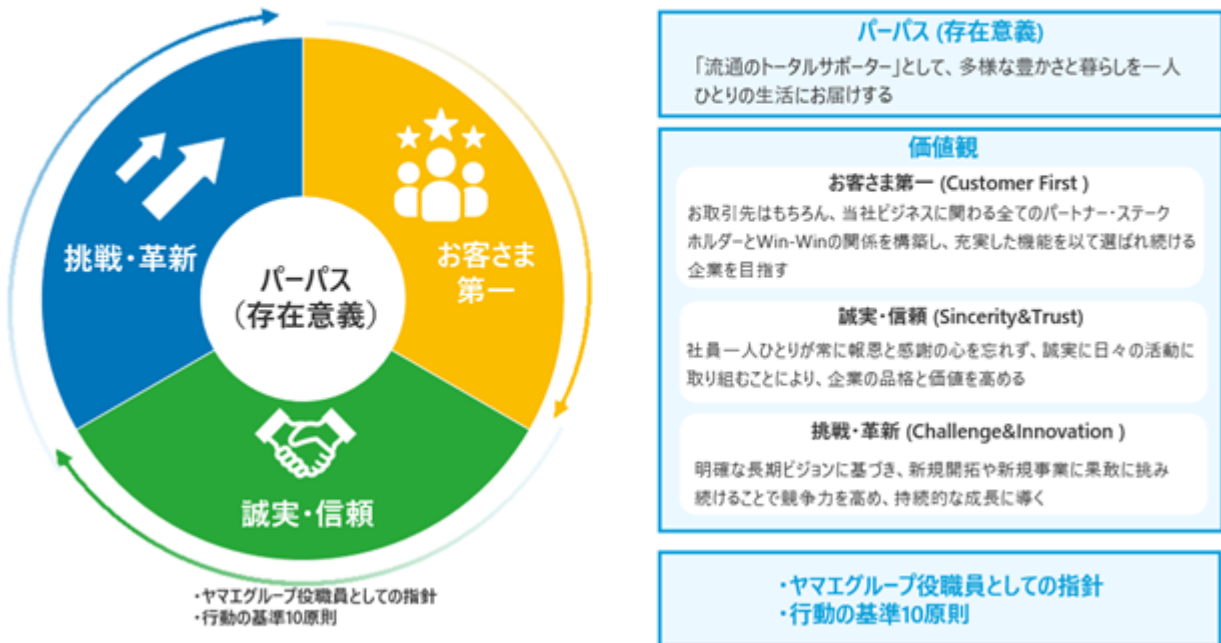 挑戦・革新
お客さま
第一
パーパス
（存在意義）
誠実・信頼
・ヤマエグループ役職員としての指針
・行動の基準10原則
パーパス (存在意義)
「流通のトータルサポーター」として、多様な豊かさと暮らしを一人
ひとりの生活にお届けする
価値観
お客さま第一 (Customer First )
お取引先はもちろん、当社ビジネスに関わる全てのパートナー・ステーク
ホルダーとWin-Winの関係を構築し、充実した機能を以て選ばれ続ける
企業を目指す
誠実・信頼 (Sincerity&Trust)
社員一人ひとりが常に報恩と感謝の心を忘れず、誠実に日々の活動に
取り組むことにより、企業の品格と価値を高める
挑戦・革新 (Challenge&Innovation )
明確な長期ビジョンに基づき、新規開拓や新規事業に果敢に挑み
続けることで競争力を高め、持続的な成長に導く
・ヤマエグループ役職員としての指針
・行動の基準10原則